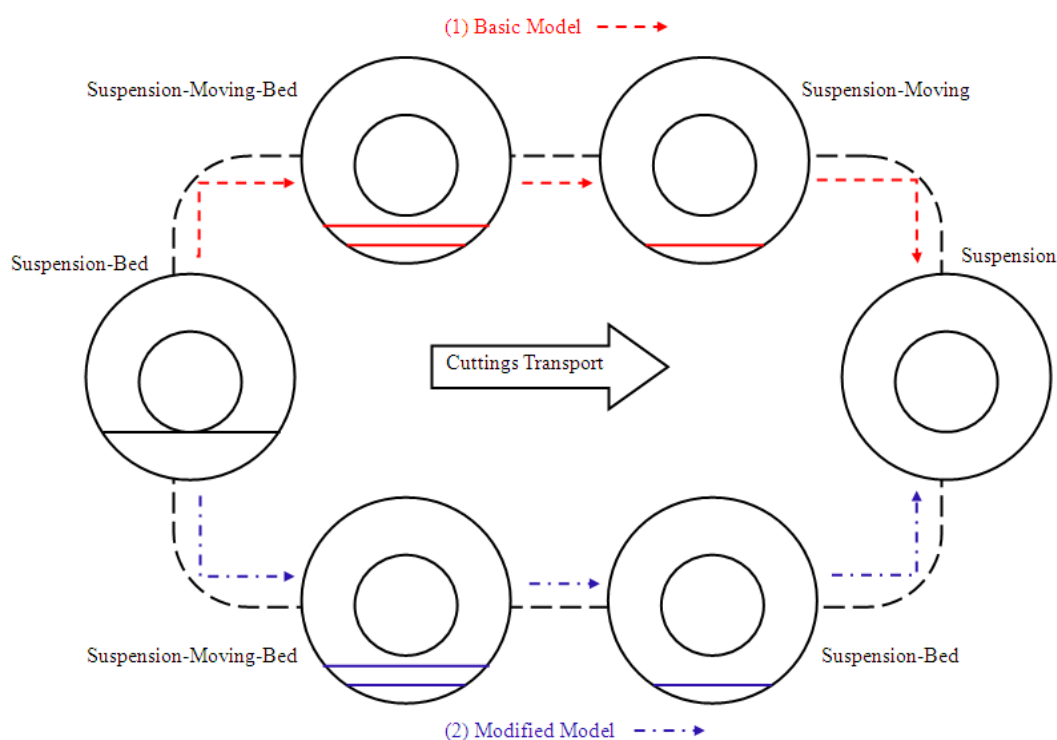 (1) Basic Model
Suspension-Moving-Bed
Suspension-Moving
Suspension-Bed
Suspension
Cuttings Transport
Suspension-Moving-Bed
Suspension-Bed
(2) Modified Model